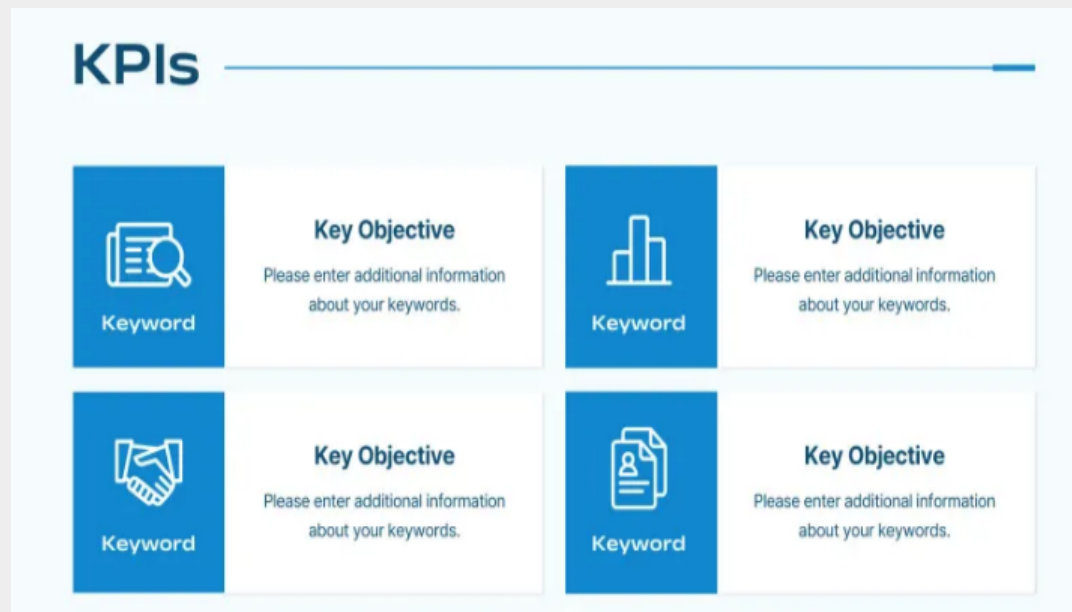 KPIs
Keyword
Key Objective
Please enter additional information
about your keywords.
Keyword
Key Objective
Please enter additional information
about your keywords.
Keyword
Key Objective
Please enter additional information
about your keywords.
Keyword
Key Objective
Please enter additional information
about your keywords.